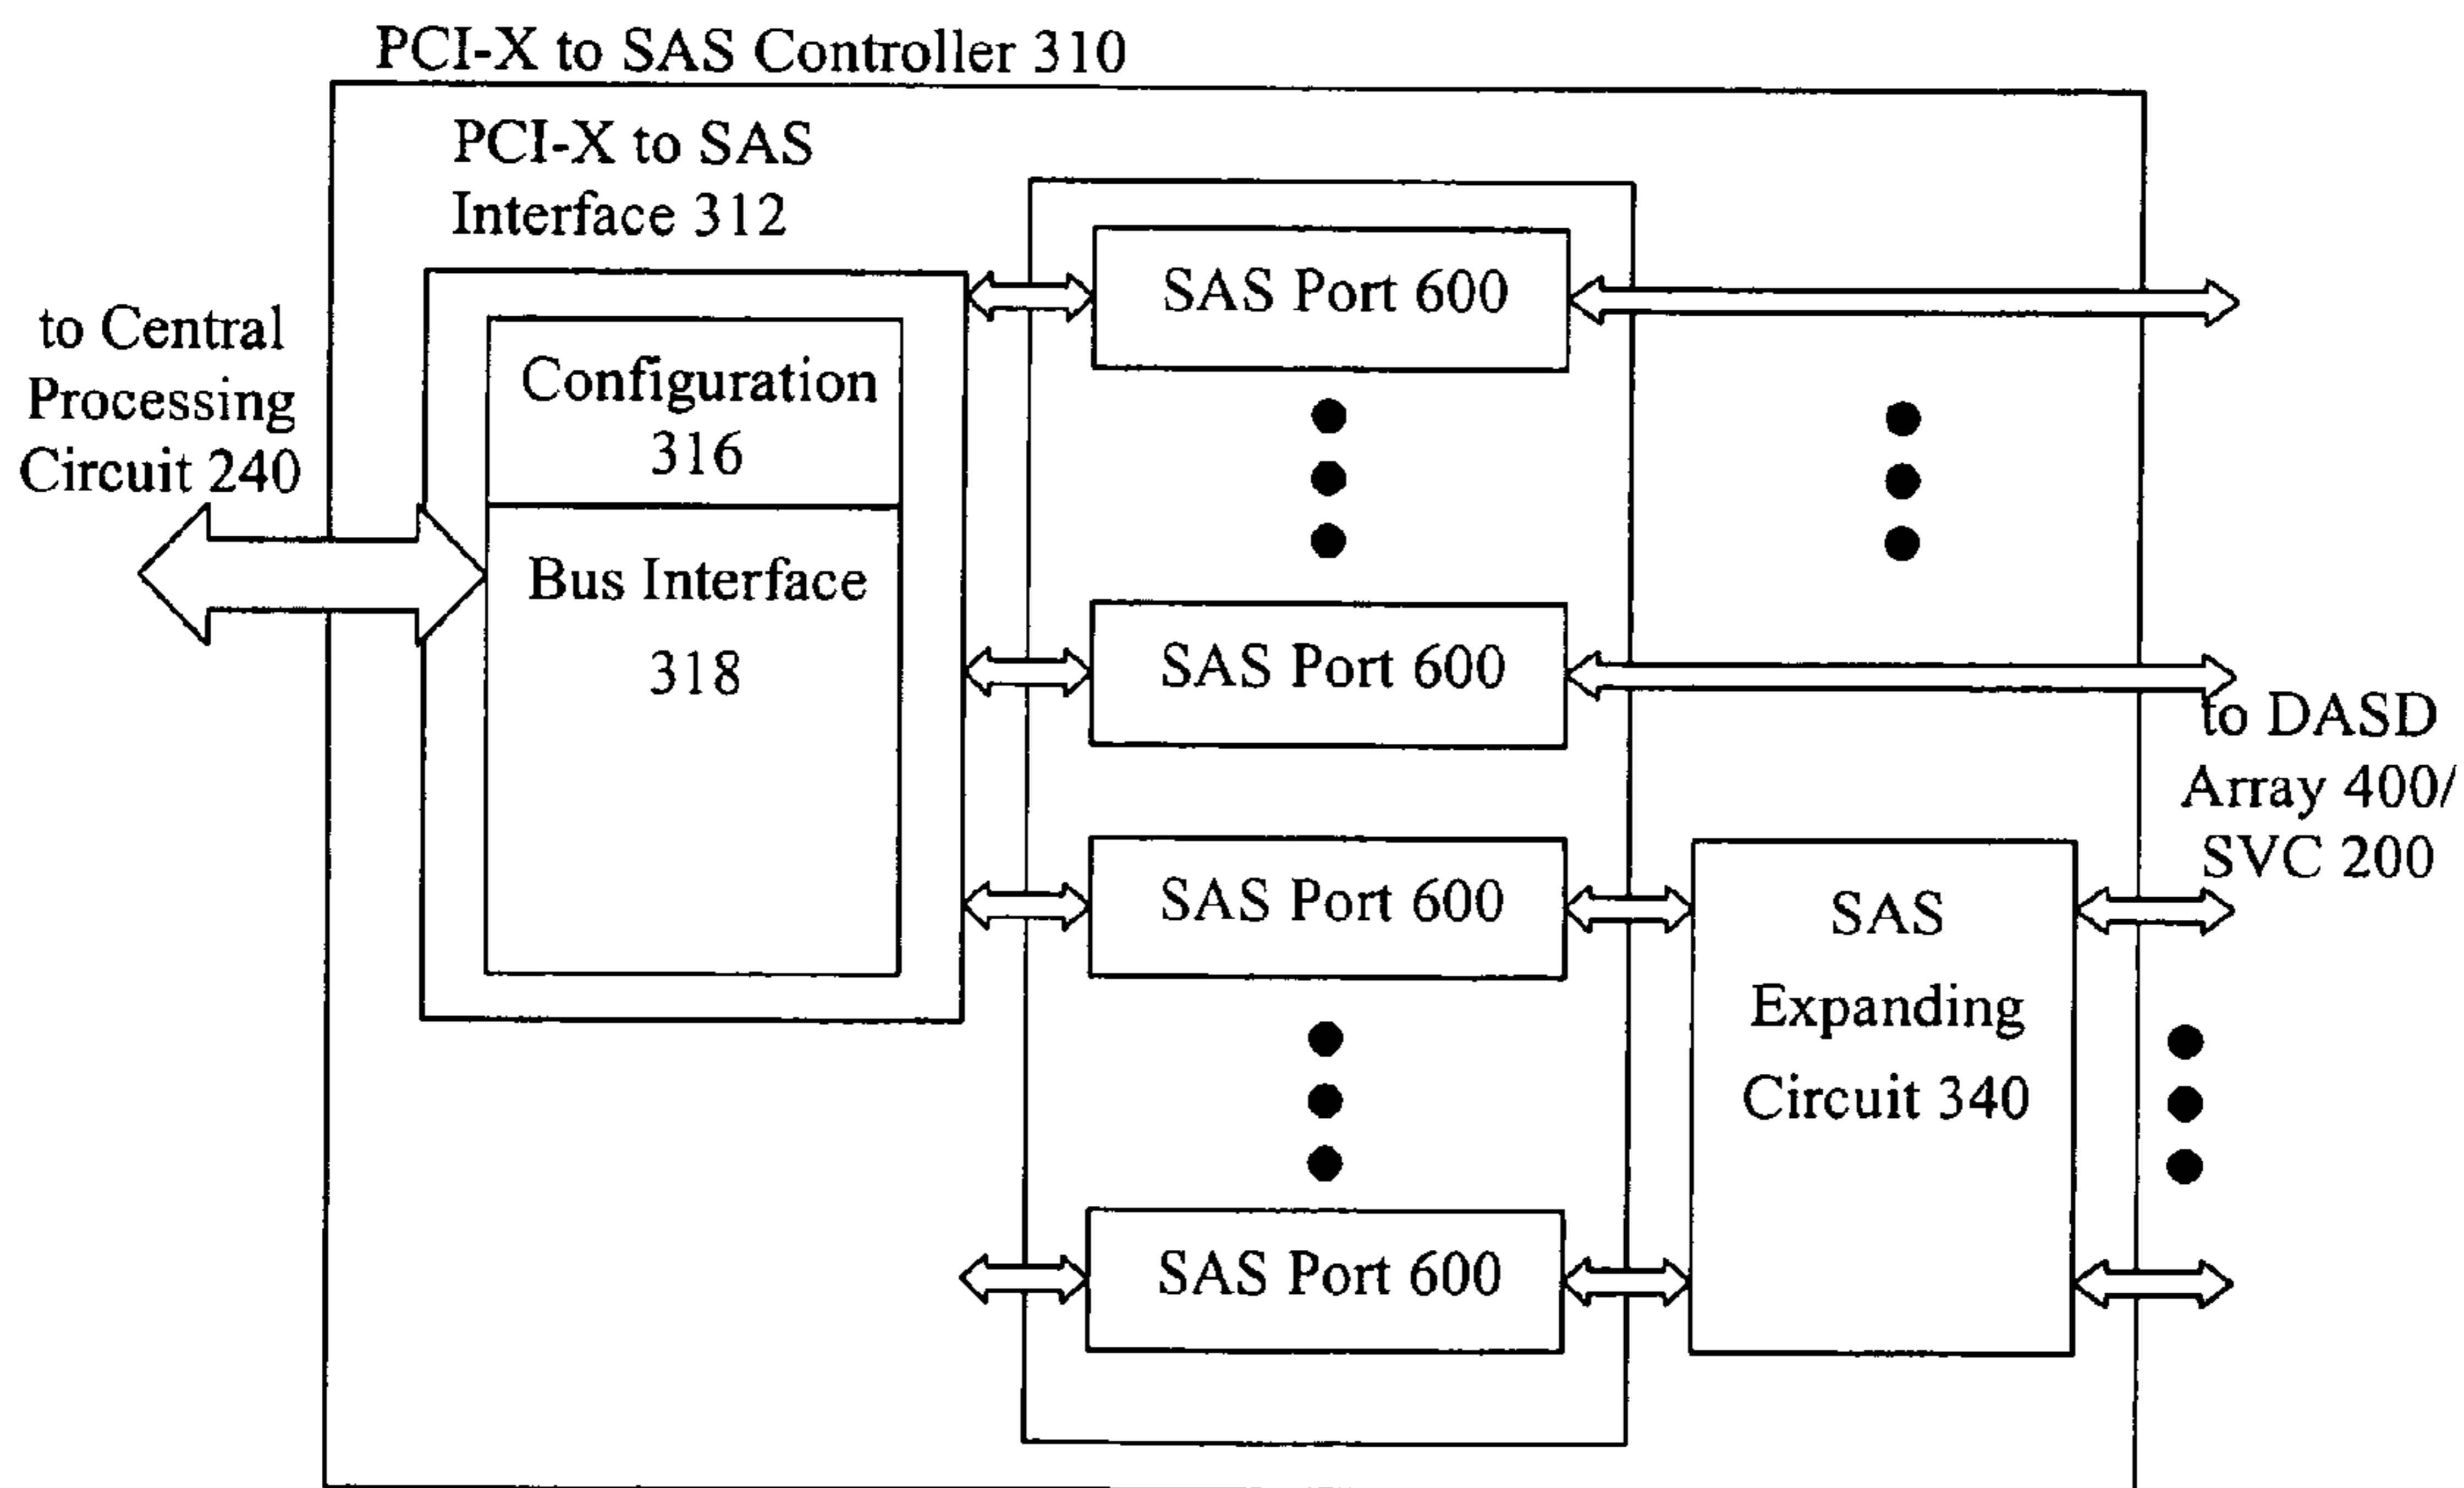 PCI-X to SAS Controller 310
PCI-X to SAS
Interface 312
to Central
Processing
Circuit 240
Configuration
316
Bus Interface
318
SAS Port 600
SAS Port 600
SAS Port 600
SAS Port 600
SAS
Expanding
Circuit 340
to DASD
Array 400/
SVC 200